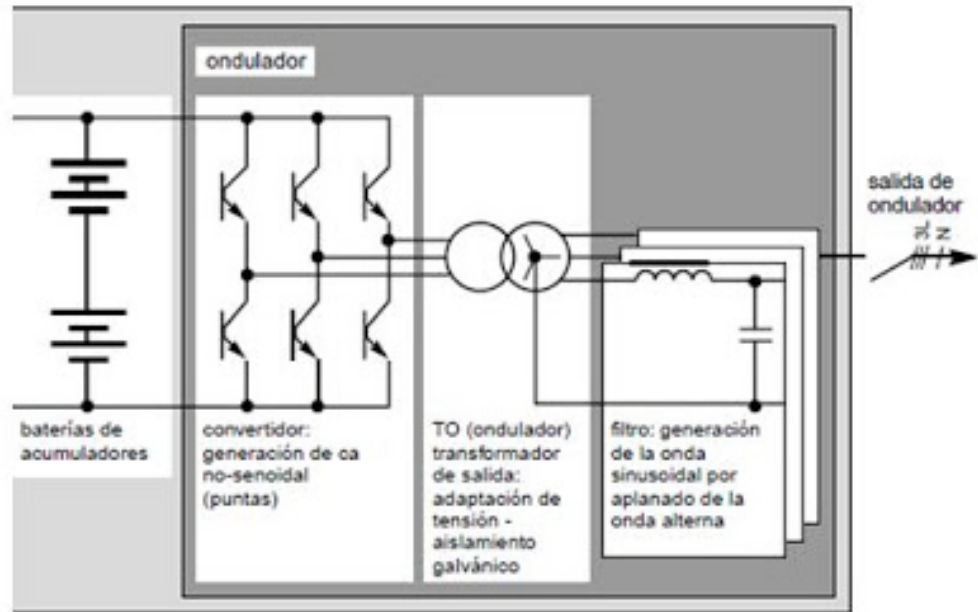 ondulador
salida de
ondulador
N
baterías de
acumuladores
convertidor:
generación de ca
no-senoidal
(puntas)
TO (ondulador)
transformador
de salida:
adaptación de
tensión -
aislamiento
galvánico
filtro: generación
de la onda
sinusoidal por
aplanado de la
onda alterna